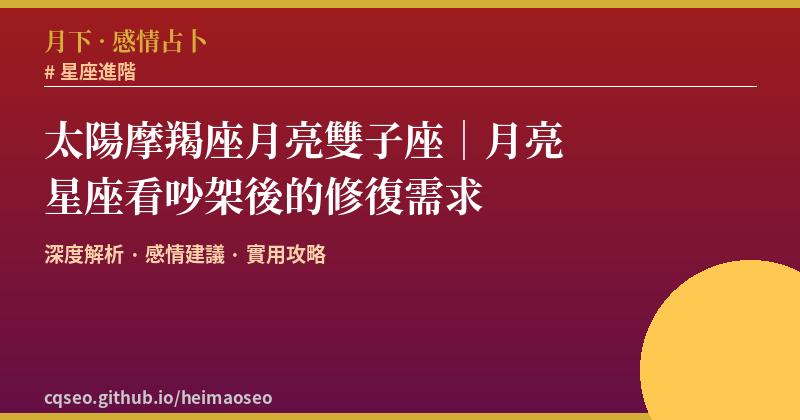 月下 · 感情占卜
# 星座進階
太陽摩羯座月亮雙子座｜月亮
星座看吵架後的修復需求
深度解析 · 感情建議 · 實用攻略
cqseo.github.io/heimaoseo